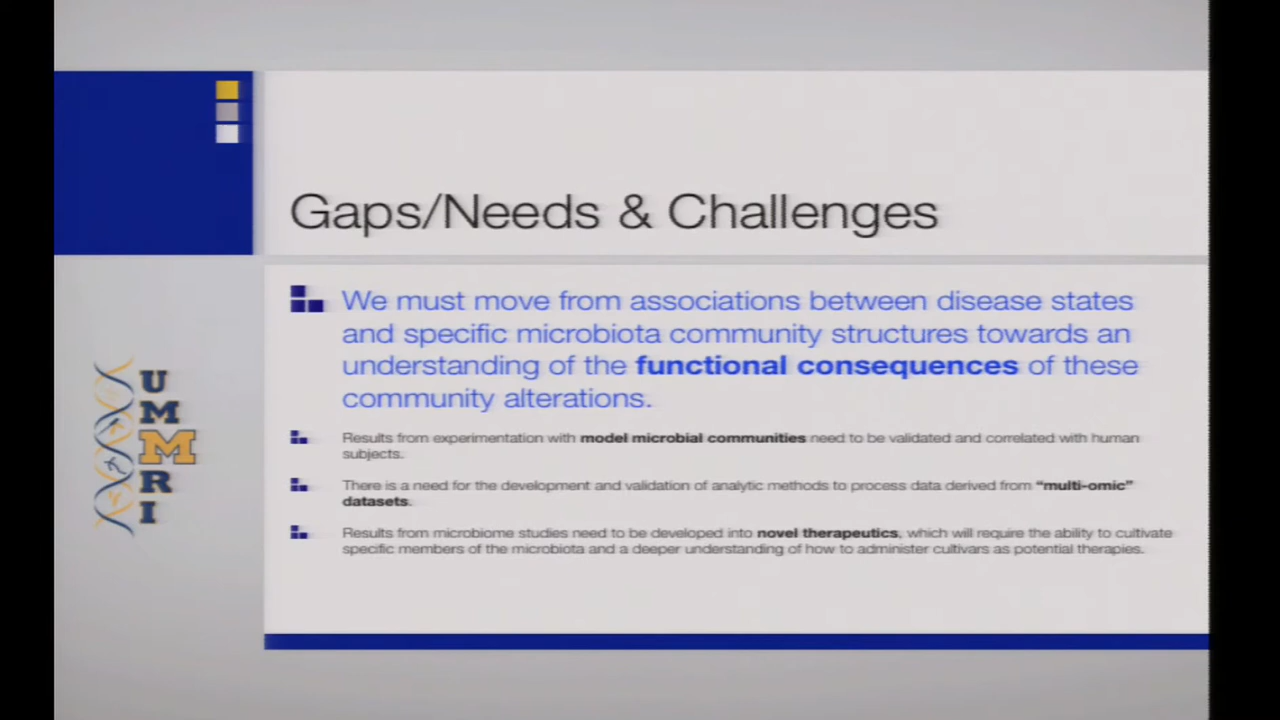 Gaps/Needs & Challenges
We must move from associations between disease states
and specific microbiota community structures towards an
understanding of the functional consequences of these
community alterations.
Results from experimentation with model microbial communities need to be validated and correlated with human
subjects.
There is a need for the development and validation of analytic methods to process data derived from “multi-omic”
datasets.
Results from microbiome studies need to be developed into novel therapeutics, which will require the ability to cultivate
specific members of the microbiota and a deeper understanding of how to administer cultivars as potential therapies.
U
M
M
R
I